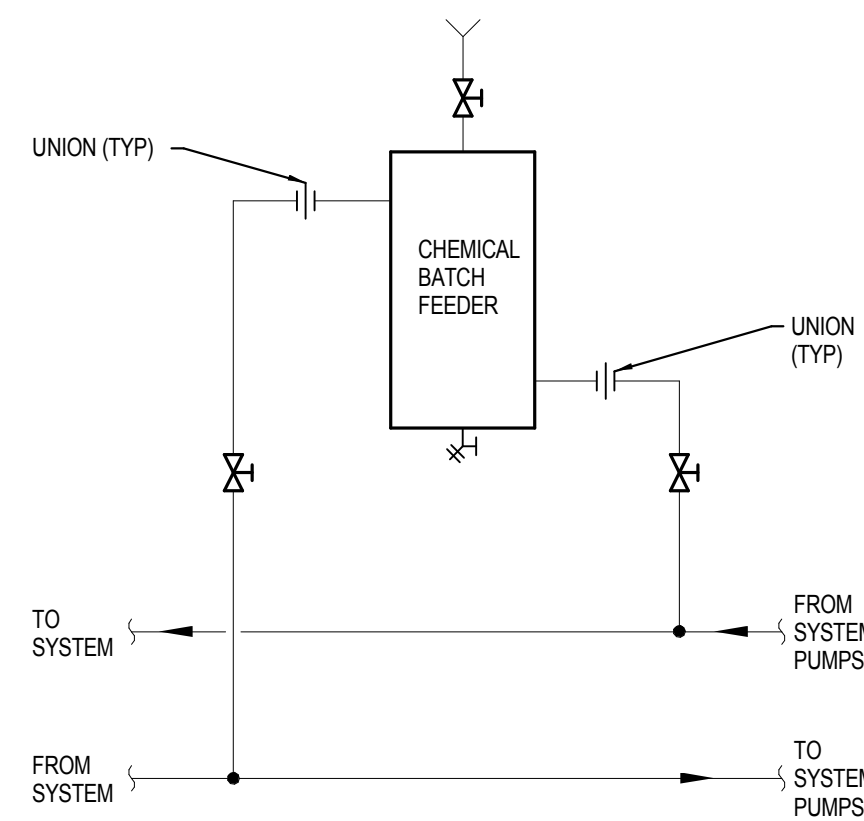 UNION (TYP)
CHEMICAL
BATCH
FEEDER
UNION
(TYP)
TO
SYSTEM
FROM
SYSTEM
PUMPS
FROM
SYSTEM
TO
SYSTEM
PUMPS